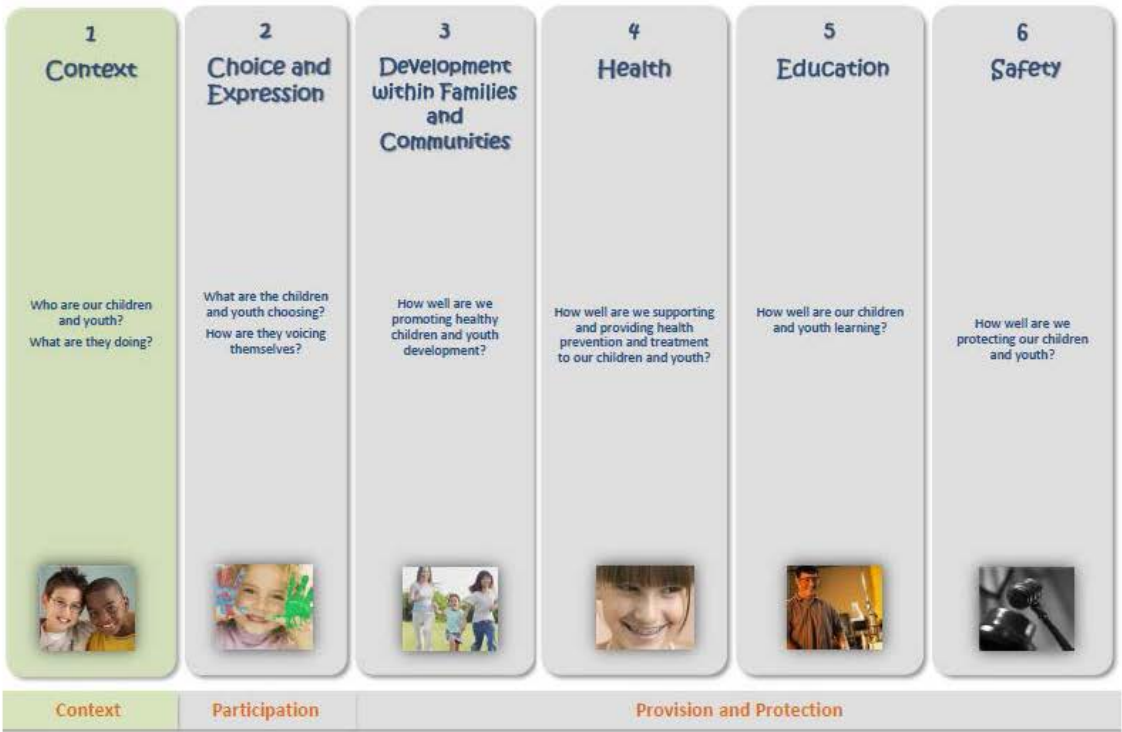 1
Context
Who are our children
and youth?
What are they doing?
2
Choice and
Expression
What are the children
and youth choosing?
How are they voicing
themselves?
3
Development
within Families
and
Communities
How well are we
promoting healthy
children and youth
development?
4
Health
How well are we supporting
and providing health
prevention and treatment
to our children and youth?
5
Education
How well are our children
and youth learning?
6
Safety
How well are we
protecting our children
and youth?
Context
Participation
Provision and Protection